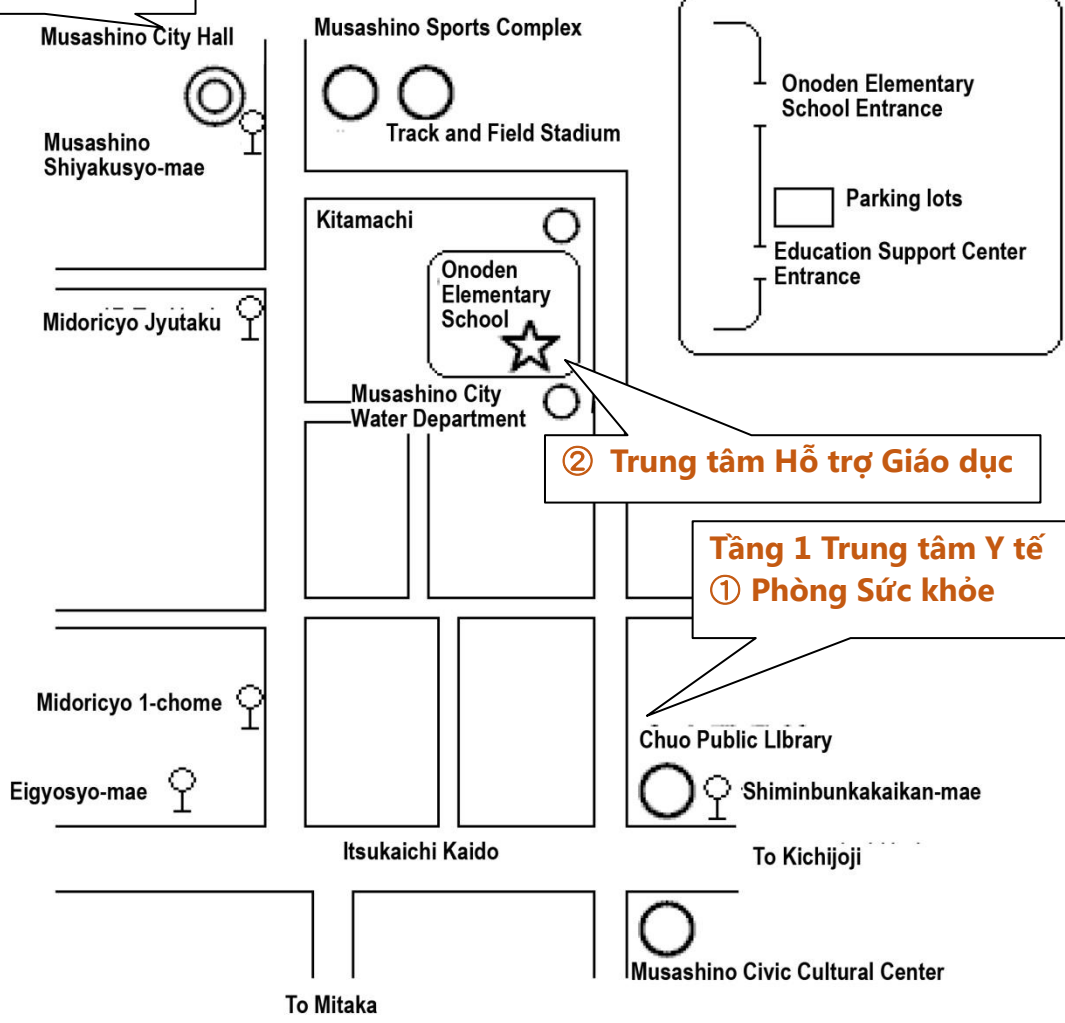 Musashino City Hall
Musashino Sports Complex
Track and Field Stadium
Musashino
Shiyakusyo-mae
Onoden Elementary
School Entrance
Parking lots
Education Support Center
Entrance
Kitamachi
Onoden
Elementary
School
Midoricyo Jyutaku
Musashino City
Water Department
② Trung tâm Hỗ trợ Giáo dục
Tầng 1 Trung tâm Y tế
① Phòng Sức khỏe
Midoricyo 1-chome
Eigyosyo-mae
Chuo Public LIbrary
Shiminbunkakaikan-mae
Itsukaichi Kaido
To Kichijoji
Musashino Civic Cultural Center
To Mitaka